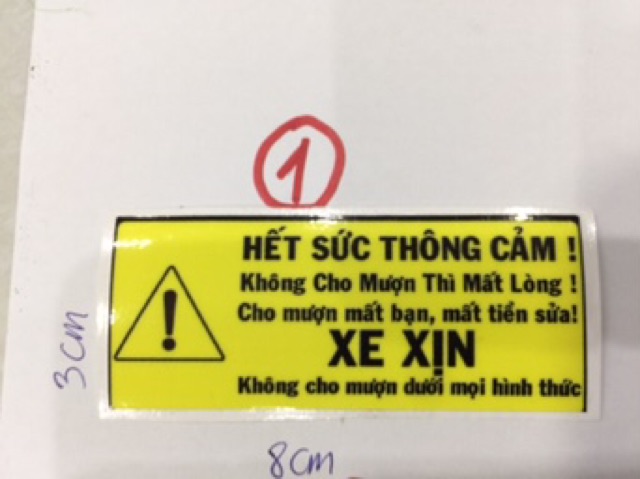 1
HẾT SỨC THÔNG CẢM !
Không Cho Mượn Thì Mất Lòng !
Cho mượn mất bạn, mất tiền sửa!
XE XỊN
Không cho mượn dưới mọi hình thức
3cm
8cm